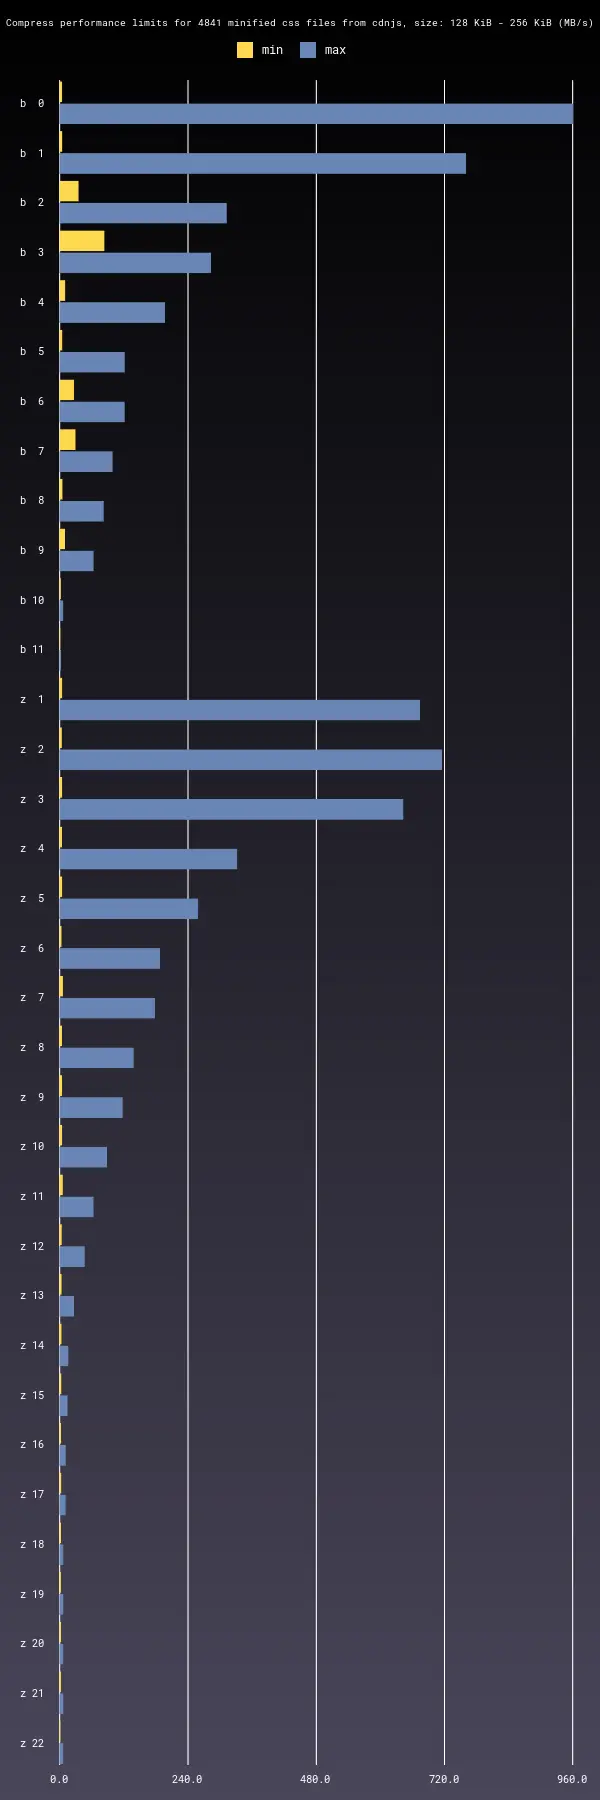 Compress performance limits for 4841 minified css files from cdnjs, size: 128 KiB - 256 KiB (MB/s)
min max
b 0
b 1
b 2
b 3
b 4
b 5
b 6
b 7
b 8
b 9
b 10
b 11
z 1
z 2
z 3
z 4
z 5
z 6
z 7
z 8
z 9
z 10
z 11
z 12
z 13
z 14
z 15
z 16
z 17
z 18
z 19
z 20
z 21
z 22
0.0 240.0 480.0 720.0 960.0